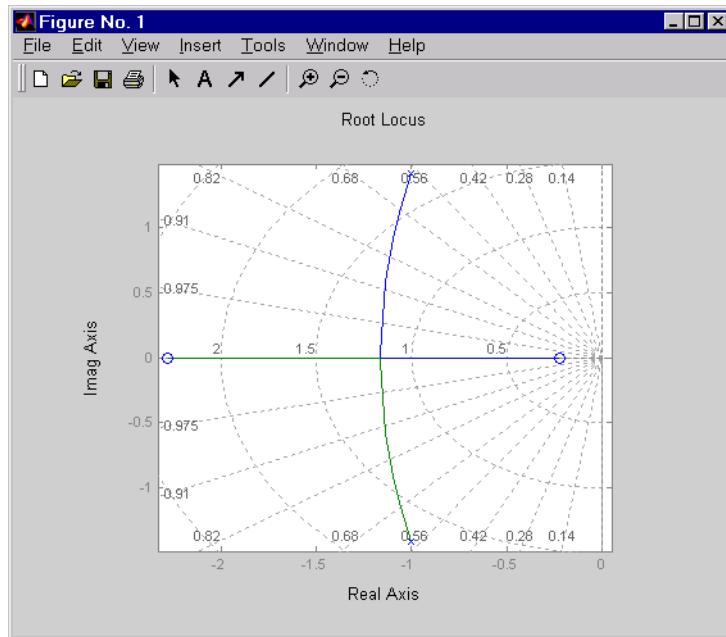 Figure No. 1
File Edit View Insert Tools Window Help
A
Root Locus
0.82 0.68 0.56 0.42 0.28 0.14
0.91
1
0.975
0.5
2 1.5 1 0.5
0
0.975
-0.5
0.91
-1
0.82 0.68 0.56 0.42 0.28 0.14
-2 -1.5 -1 -0.5 0
Real Axis
Imag Axis